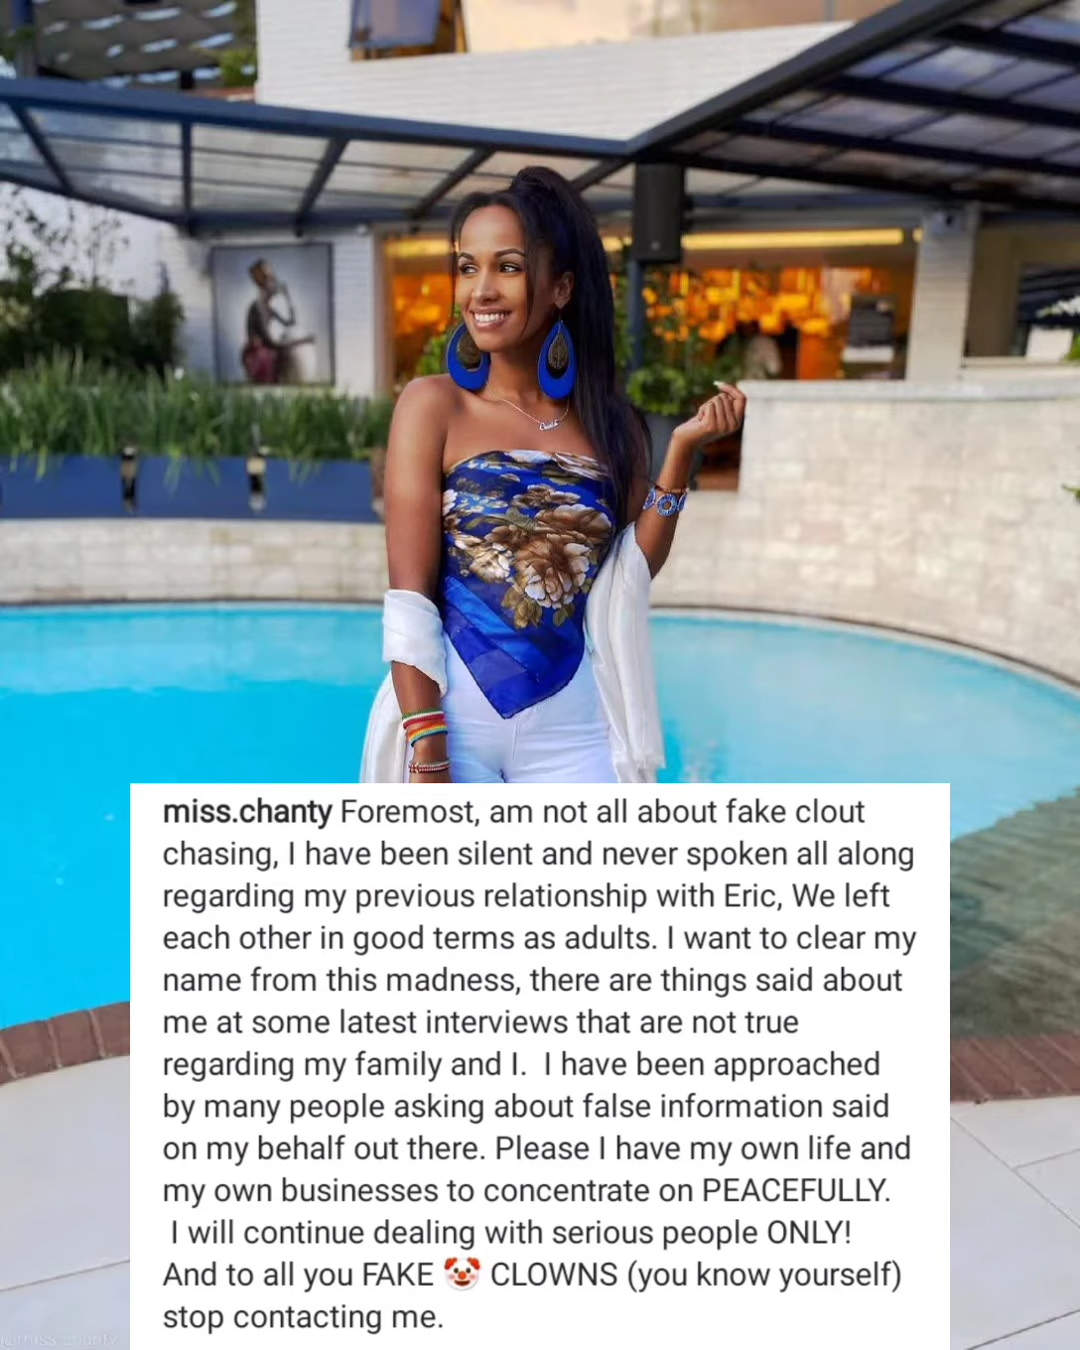 miss.chanty Foremost, am not all about fake clout
chasing, I have been silent and never spoken all along
regarding my previous relationship with Eric, We left
each other in good terms as adults. I want to clear my
name from this madness, there are things said about
me at some latest interviews that are not true
regarding my family and I.  I have been approached
by many people asking about false information said
on my behalf out there. Please I have my own life and
my own businesses to concentrate on PEACEFULLY.
I will continue dealing with serious people ONLY!
And to all you FAKE 🤡 CLOWNS (you know yourself)
stop contacting me.
@miss.chanty